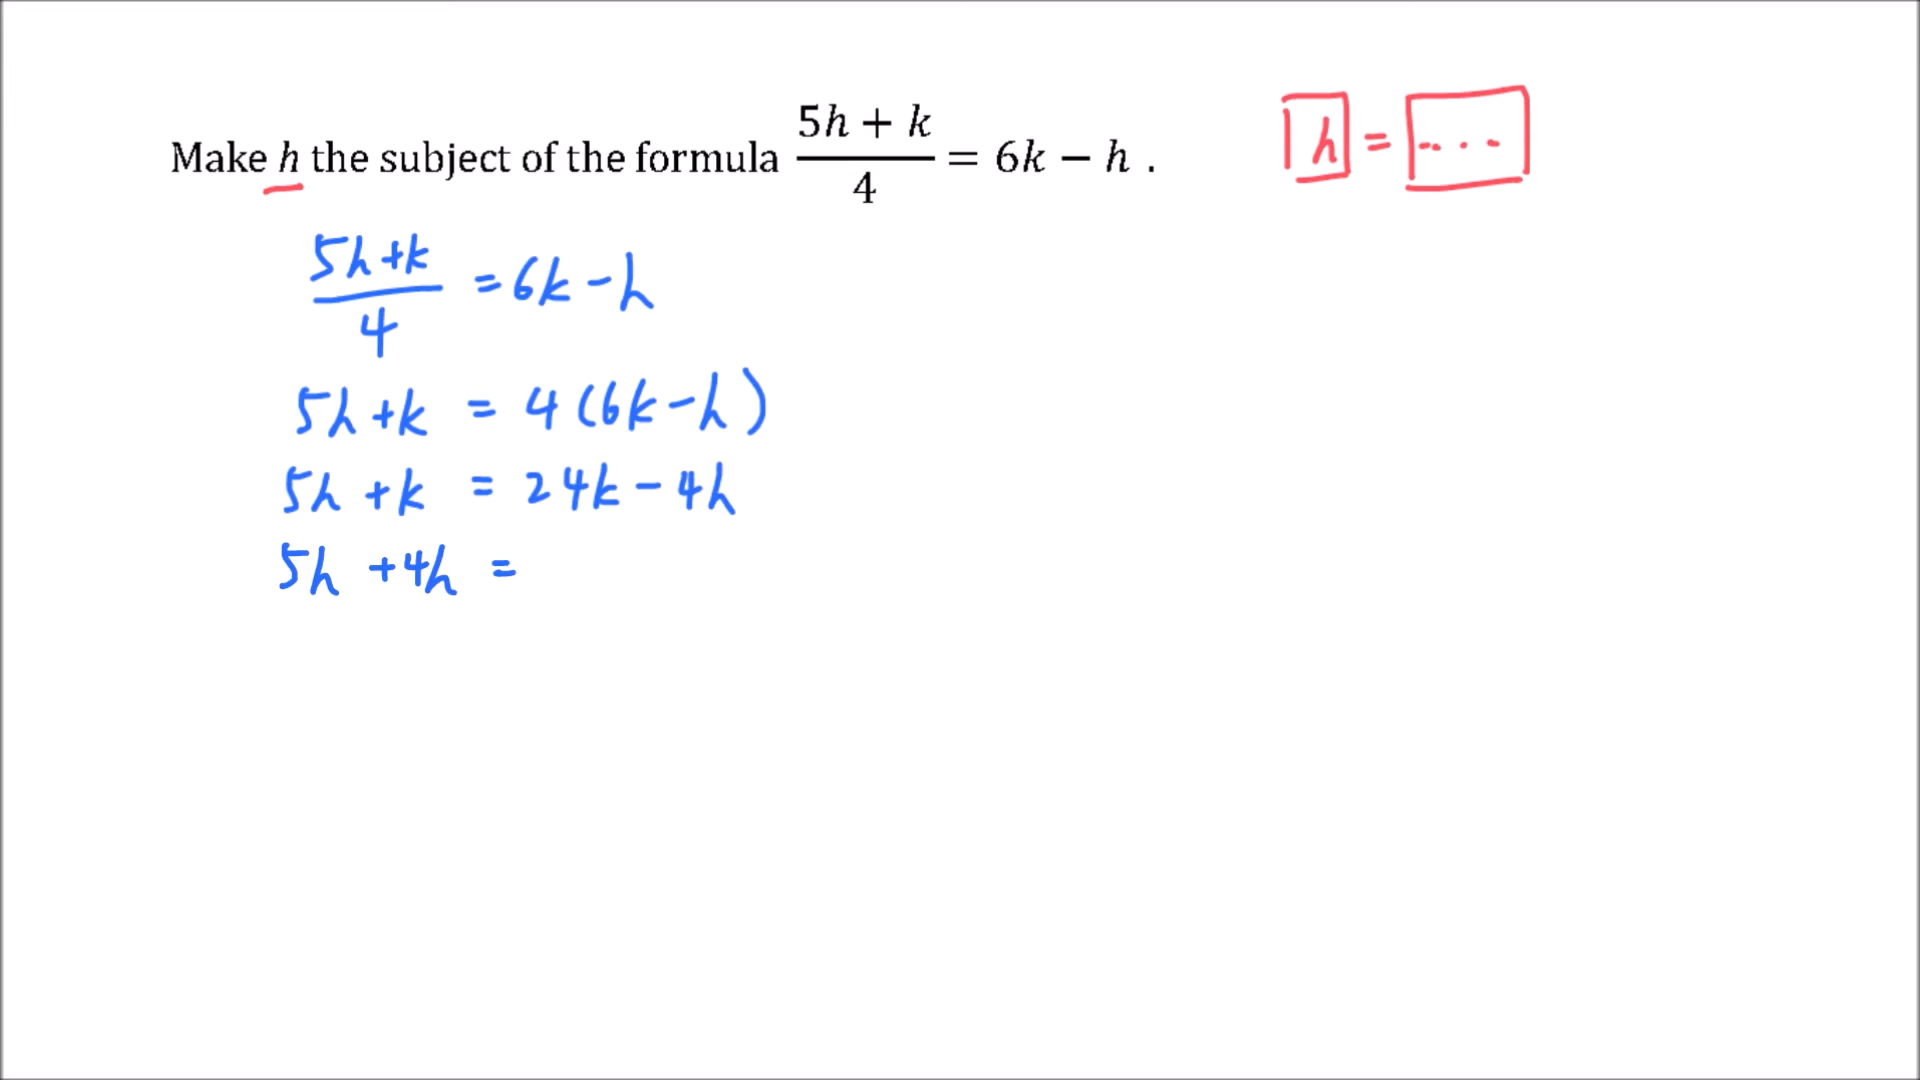 Make h the subject of the formula (5h + k)/4 = 6k − h .
h = ....
(5h+k)/4 = 6k − h
5h + k = 4(6k − h)
5h + k = 24k − 4h
5h + 4h =